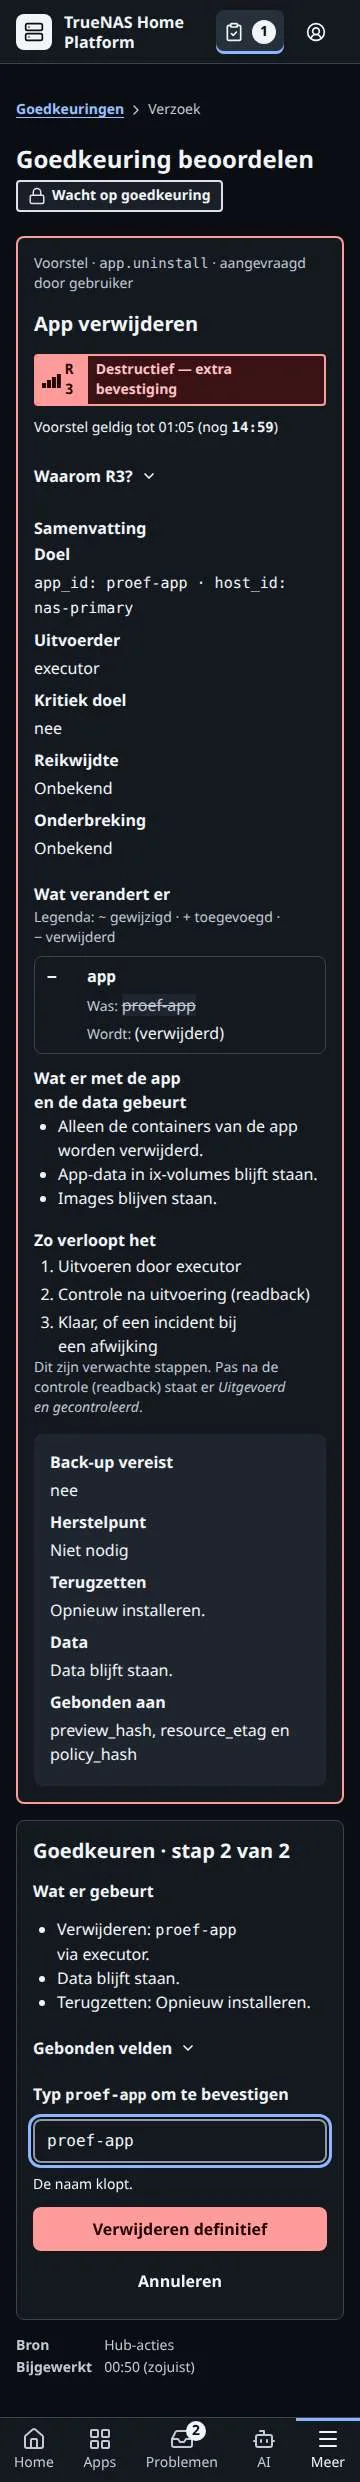 TrueNAS Home
Platform
1
Goedkeuringen > Verzoek
Goedkeuring beoordelen
Wacht op goedkeuring
Voorstel · app.uninstall · aangevraagd
door gebruiker
App verwijderen
R
3
Destructief — extra
bevestiging
Voorstel geldig tot 01:05 (nog 14:59)
Waarom R3?
Samenvatting
Doel
app_id: proef-app · host_id:
nas-primary
Uitvoerder
executor
Kritiek doel
nee
Reikwijdte
Onbekend
Onderbreking
Onbekend
Wat verandert er
Legenda: ~ gewijzigd · + toegevoegd ·
− verwijderd
− app
Was: proef-app
Wordt: (verwijderd)
Wat er met de app
en de data gebeurt
• Alleen de containers van de app
worden verwijderd.
• App-data in ix-volumes blijft staan.
• Images blijven staan.
Zo verloopt het
1. Uitvoeren door executor
2. Controle na uitvoering (readback)
3. Klaar, of een incident bij
een afwijking
Dit zijn verwachte stappen. Pas na de
controle (readback) staat er Uitgevoerd
en gecontroleerd.
Back-up vereist
nee
Herstelpunt
Niet nodig
Terugzetten
Opnieuw installeren.
Data
Data blijft staan.
Gebonden aan
preview_hash, resource_etag en
policy_hash
Goedkeuren · stap 2 van 2
Wat er gebeurt
• Verwijderen: proef-app
via executor.
• Data blijft staan.
• Terugzetten: Opnieuw installeren.
Gebonden velden
Typ proef-app om te bevestigen
proef-app
De naam klopt.
Verwijderen definitief
Annuleren
Bron Hub-acties
Bijgewerkt 00:50 (zojuist)
2
Home Apps Problemen AI Meer